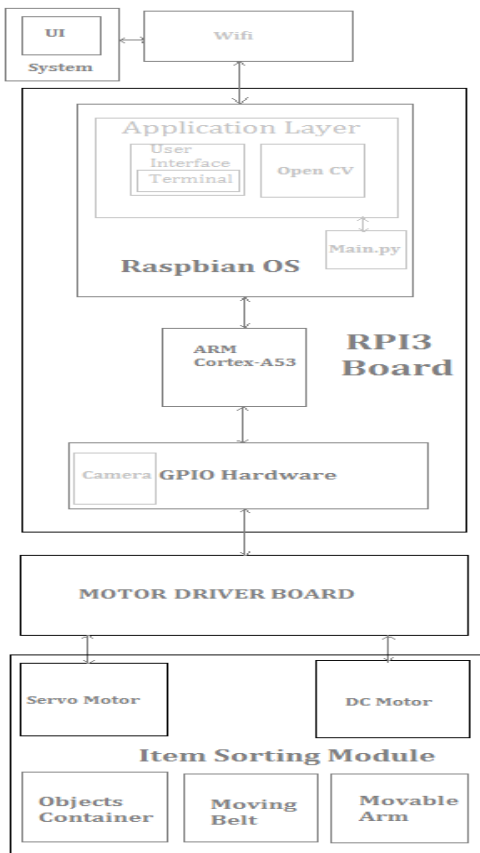 UI
System
Wifi
Application Layer
User
Interface
Terminal
Open CV
Main.py
Raspbian OS
ARM
Cortex-A53
RPI3
Board
Camera
GPIO Hardware
MOTOR DRIVER BOARD
Servo Motor
DC Motor
Item Sorting Module
Objects
Container
Moving
Belt
Movable
Arm